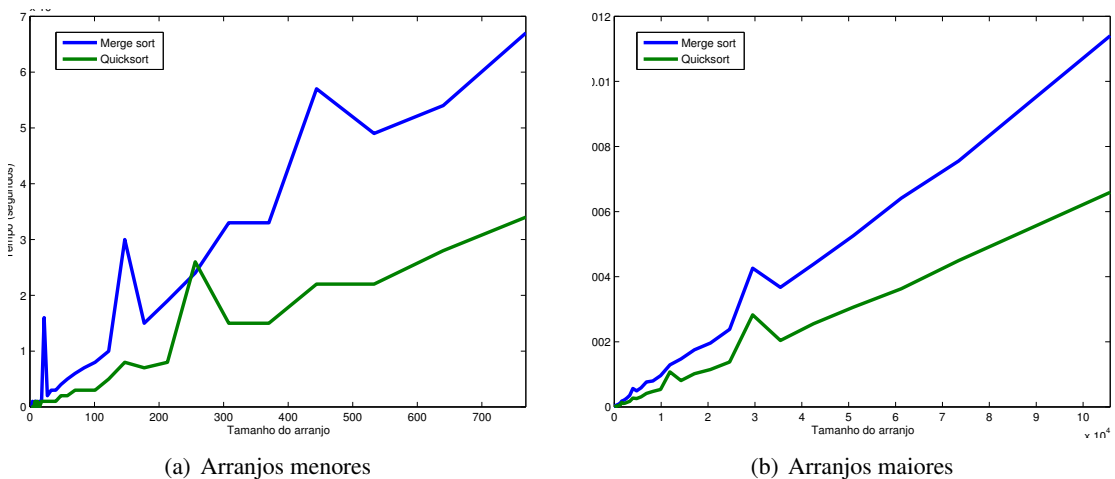 7
6
5
4
3
2
1
0
Merge sort
Quicksort
0 100 200 300 400 500 600 700
Tamanho do arranjo
(a) Arranjos menores
012
0.01
008
006
004
002
0
Merge sort
Quicksort
0 1 2 3 4 5 6 7 8 9 10
Tamanho do arranjo
x 10⁴
(b) Arranjos maiores